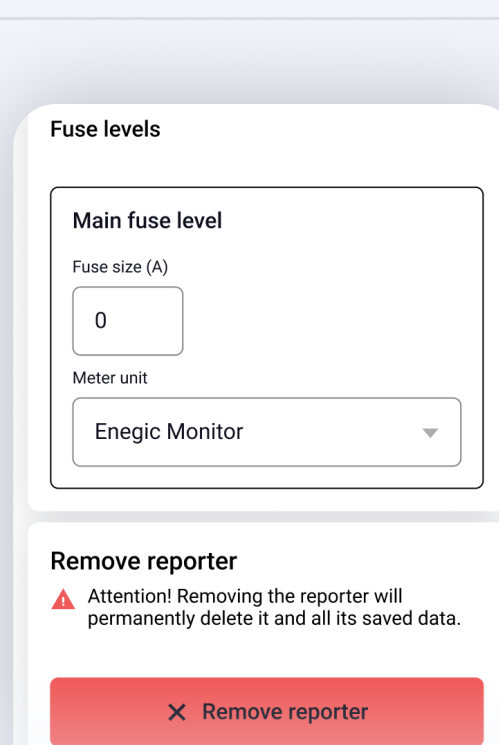 Fuse levels
Main fuse level
Fuse size (A)
0
Meter unit
Enegic Monitor
Remove reporter
Attention! Removing the reporter will
permanently delete it and all its saved data.
Remove reporter